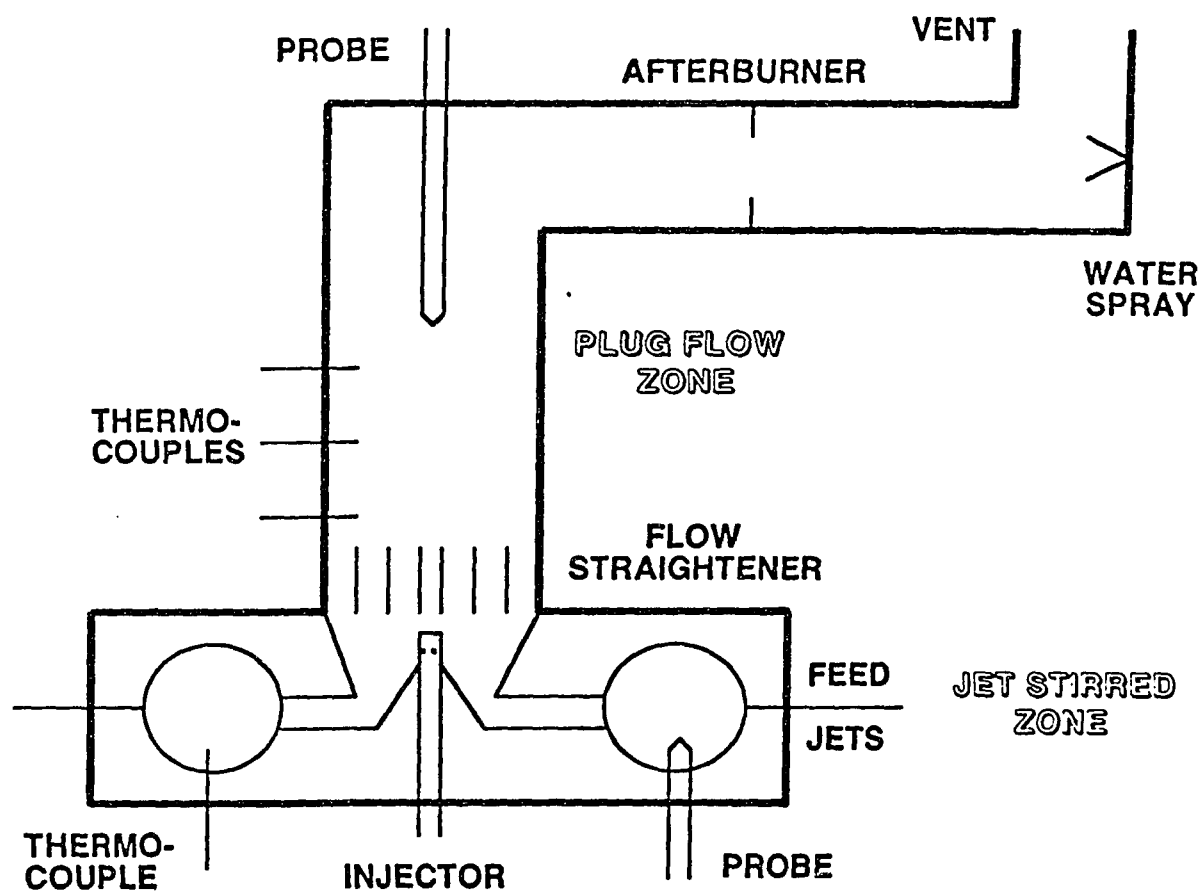 PROBE
VENT
AFTERBURNER
WATER
SPRAY
PLUG FLOW
ZONE
THERMO-
COUPLES
FLOW
STRAIGHTENER
FEED
JETS
JET STIRRED
ZONE
THERMO-
COUPLE
INJECTOR
PROBE